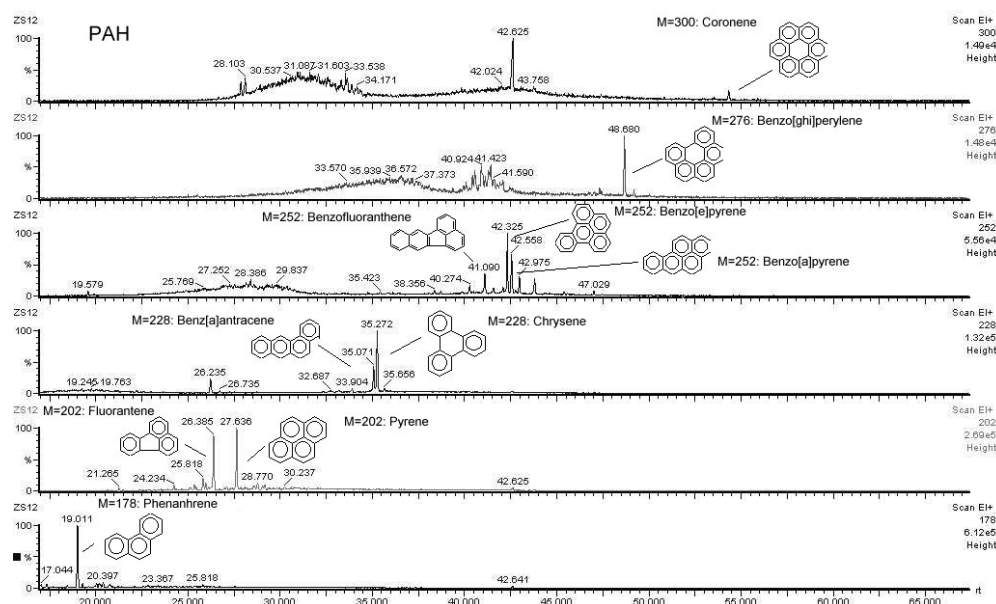 ZS12
PAH
M=300: Coronene
Scan EI+
300
1.49e4
Height
100
%
0
28.103
30.537
31.087
31.603
33.538
34.171
42.024
42.625
43.758
ZS12
M=276: Benzo[ghi]perylene
Scan EI+
276
1.48e4
Height
100
%
0
33.570
35.939
36.572
37.373
40.924
41.423
41.590
48.680
ZS12
M=252: Benzofluoranthene
M=252: Benzo[e]pyrene
M=252: Benzo[a]pyrene
Scan EI+
252
5.56e4
Height
100
%
0
19.579
25.769
27.252
28.386
29.837
35.423
38.356
40.274
41.090
42.325
42.558
42.975
47.029
ZS12
M=228: Benz[a]antracene
M=228: Chrysene
Scan EI+
228
1.32e5
Height
100
%
0
19.245
19.763
26.235
26.735
32.687
33.904
35.071
35.272
35.656
ZS12
M=202: Fluorantene
M=202: Pyrene
Scan EI+
202
2.69e5
Height
100
%
0
21.265
24.234
25.818
26.385
27.636
28.770
30.237
42.625
ZS12
M=178: Phenanhrene
Scan EI+
178
6.12e5
Height
100
%
0
17.044
19.011
20.397
23.367
25.818
42.641
20.000 25.000 30.000 35.000 40.000 45.000 50.000 55.000 60.000 65.000 rt